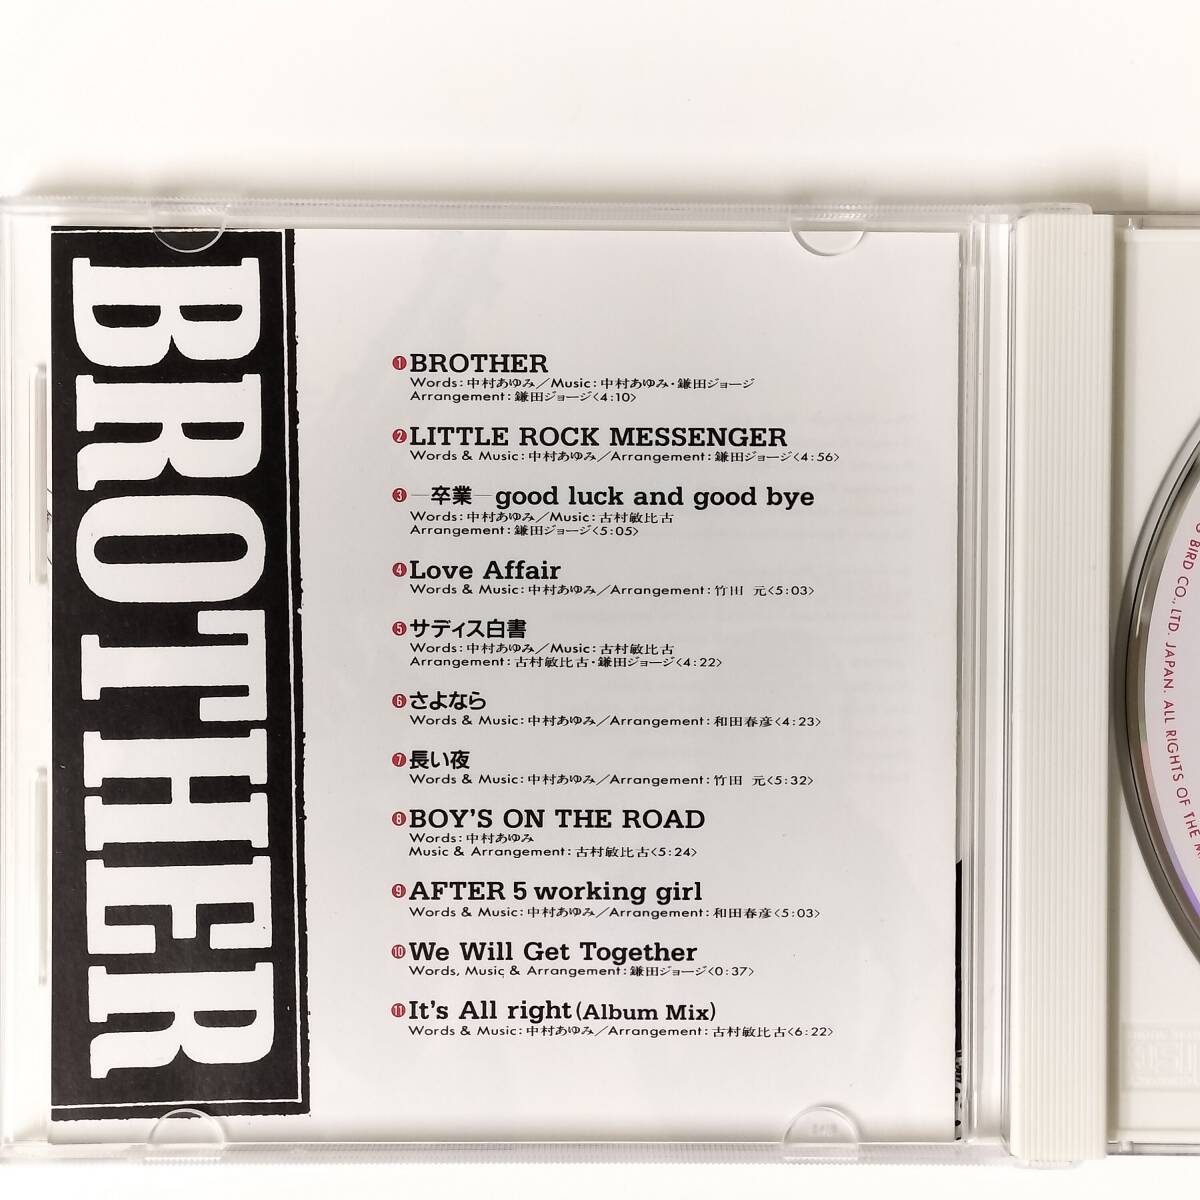 BROTHER
❶BROTHER
Words:中村あゆみ／Music:中村あゆみ・鎌田ジョージ
Arrangement:鎌田ジョージ〈4:10〉
❷LITTLE ROCK MESSENGER
Words & Music:中村あゆみ／Arrangement:鎌田ジョージ〈4:56〉
❸—卒業—good luck and good bye
Words:中村あゆみ／Music:古村敏比古
Arrangement:鎌田ジョージ〈5:05〉
❹Love Affair
Words & Music:中村あゆみ／Arrangement:竹田 元〈5:03〉
❺サディス白書
Words:中村あゆみ／Music:古村敏比古
Arrangement:古村敏比古・鎌田ジョージ〈4:22〉
❻さよなら
Words & Music:中村あゆみ／Arrangement:和田春彦〈4:23〉
❼長い夜
Words & Music:中村あゆみ／Arrangement:竹田 元〈5:32〉
❽BOY'S ON THE ROAD
Words:中村あゆみ
Music & Arrangement:古村敏比古〈5:24〉
❾AFTER 5 working girl
Words & Music:中村あゆみ／Arrangement:和田春彦〈5:03〉
❿We Will Get Together
Words, Music & Arrangement:鎌田ジョージ〈0:37〉
⓫It's All right(Album Mix)
Words & Music:中村あゆみ／Arrangement:古村敏比古〈6:22〉
BIRD CO., LTD. JAPAN. ALL RIGHTS OF THE